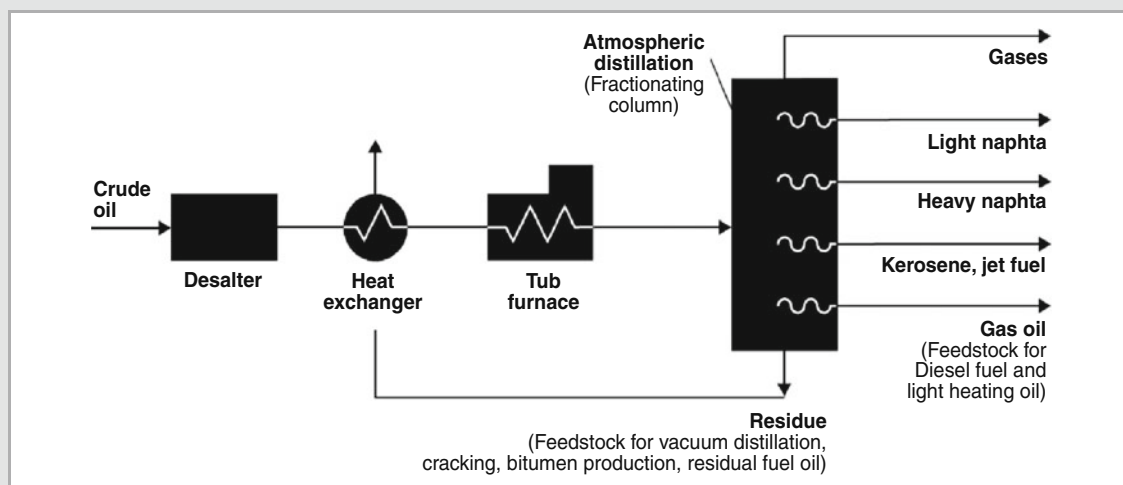 Crude
oil
Desalter
Heat
exchanger
Tub
furnace
Atmospheric
distillation
(Fractionating
column)
Gases
Light naphta
Heavy naphta
Kerosene, jet fuel
Gas oil
(Feedstock for
Diesel fuel and
light heating oil)
Residue
(Feedstock for vacuum distillation,
cracking, bitumen production, residual fuel oil)